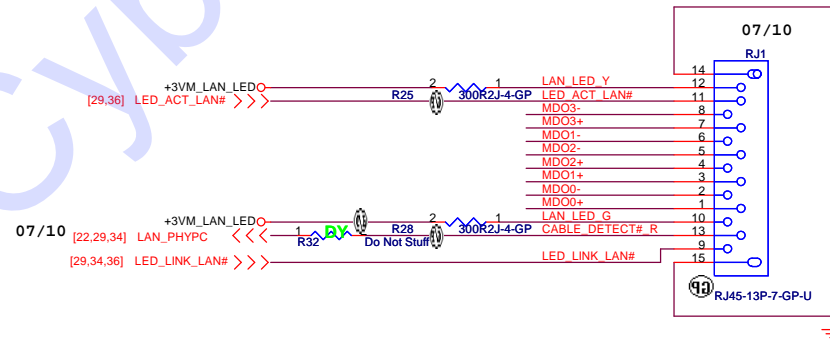 07/10
RJ1
14
+3VM_LAN_LED 2 1 LAN_LED_Y 12
[29,36] LED_ACT_LAN# R25 300R2J-4-GP LED_ACT_LAN# 11
MDO3- 8
MDO3+ 7
MDO1- 6
MDO2- 5
MDO2+ 4
MDO1+ 3
MDO0- 2
MDO0+ 1
+3VM_LAN_LED 2 1 LAN_LED_G 10
07/10 [22,29,34] LAN_PHYPC 1 R32 DY Do Not Stuff R28 300R2J-4-GP CABLE_DETECT#_R 13
9
[29,34,36] LED_LINK_LAN# LED_LINK_LAN# 15
GP RJ45-13P-7-GP-U
Cyb